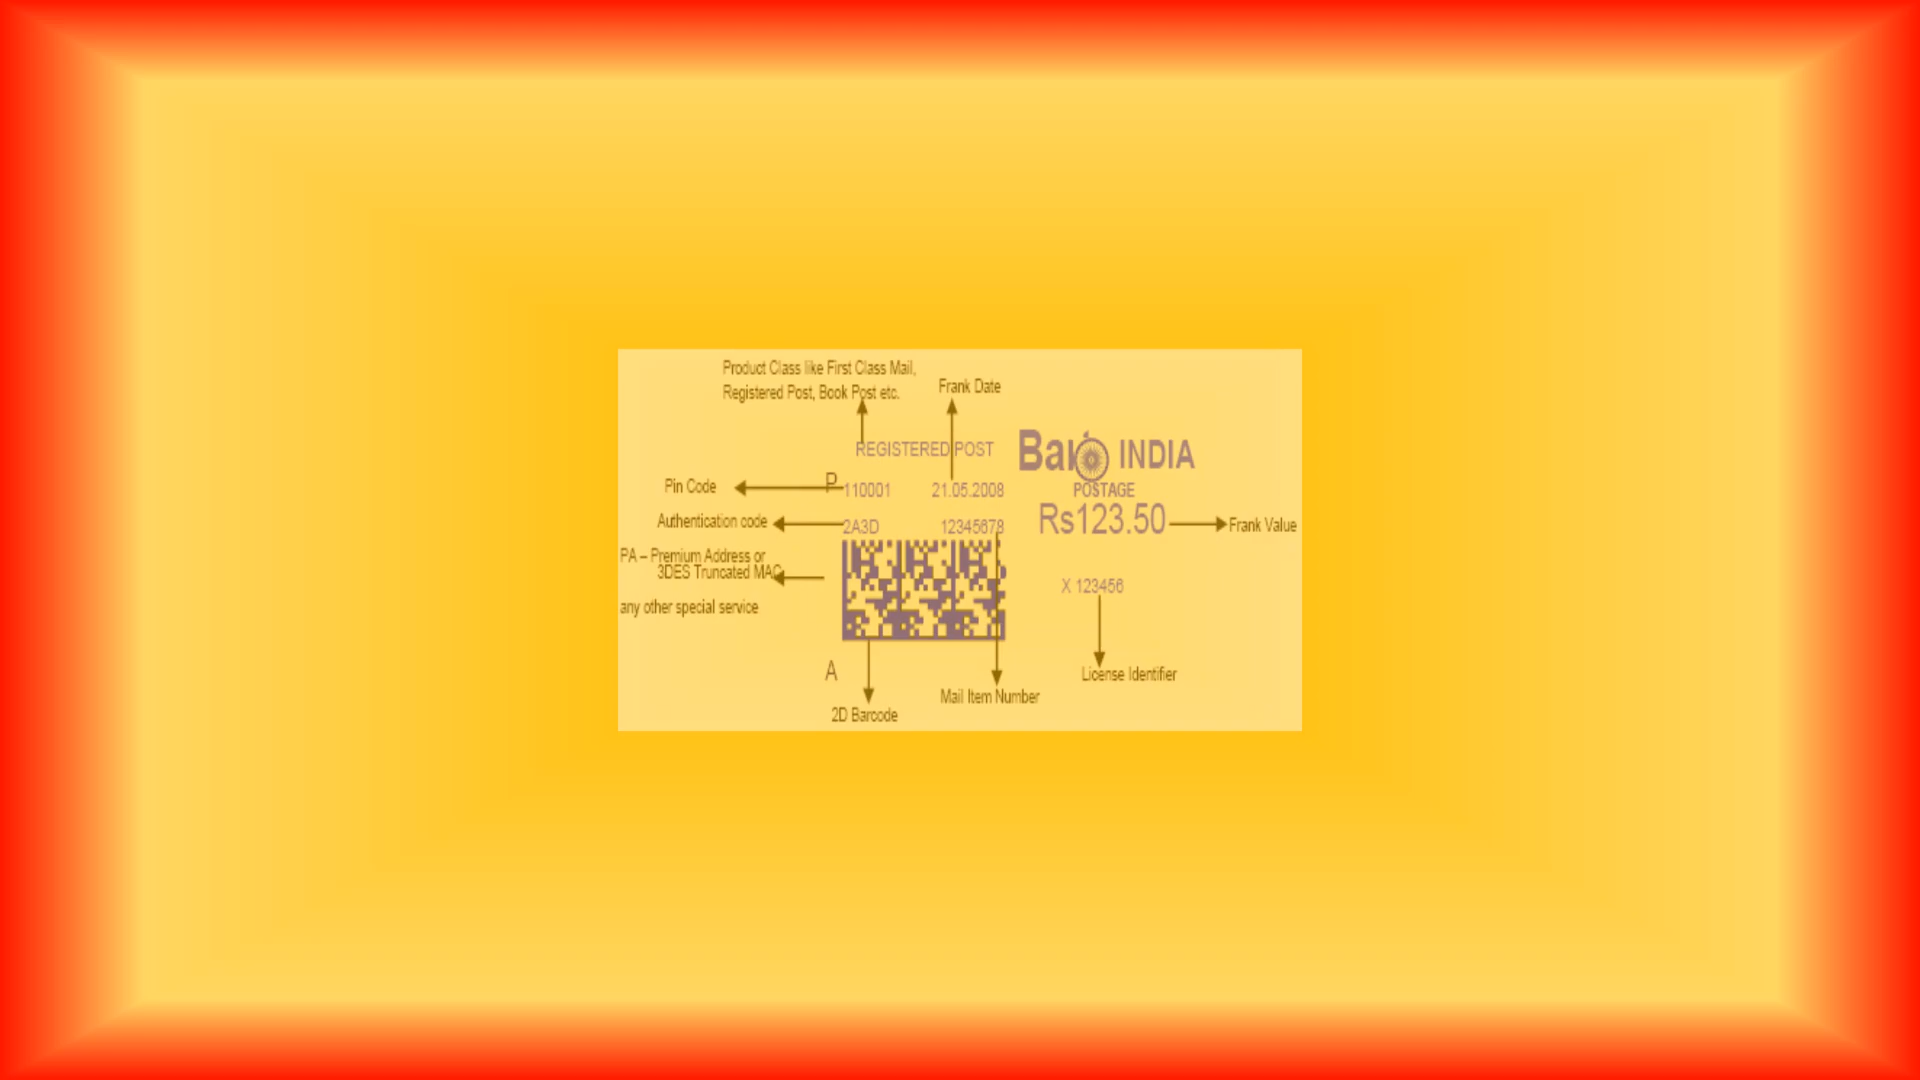 Product Class like First Class Mail,
Registered Post, Book Post etc.
Frank Date
REGISTERED POST
INDIA
Pin Code
P
110001
21.05.2008
POSTAGE
Authentication code
2A3D
12345678
Rs123.50
Frank Value
PA – Premium Address or
3DES Truncated MAC
any other special service
X 123456
A
License Identifier
Mail Item Number
2D Barcode